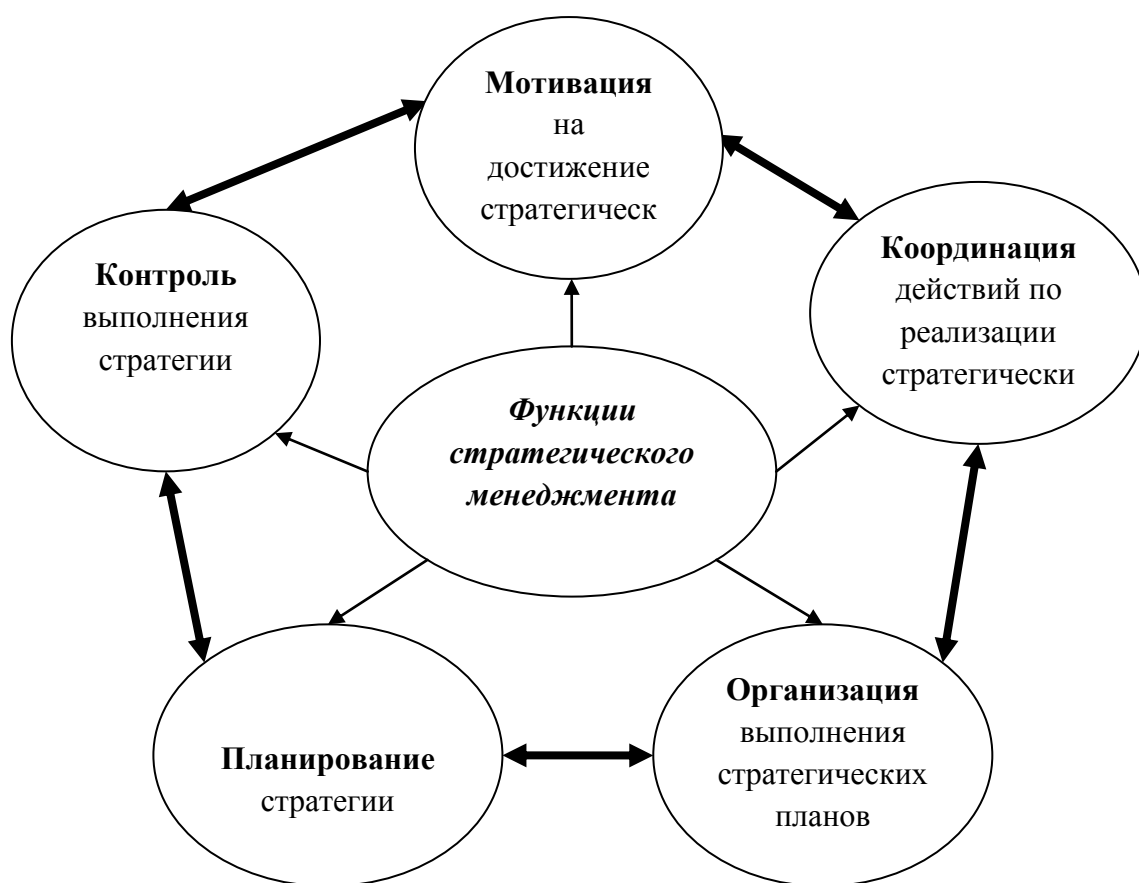 Мотивация
на
достижение
стратегическ
Координация
действий по
реализации
стратегически
Контроль
выполнения
стратегии
Функции
стратегического
менеджмента
Организация
выполнения
стратегических
планов
Планирование
стратегии